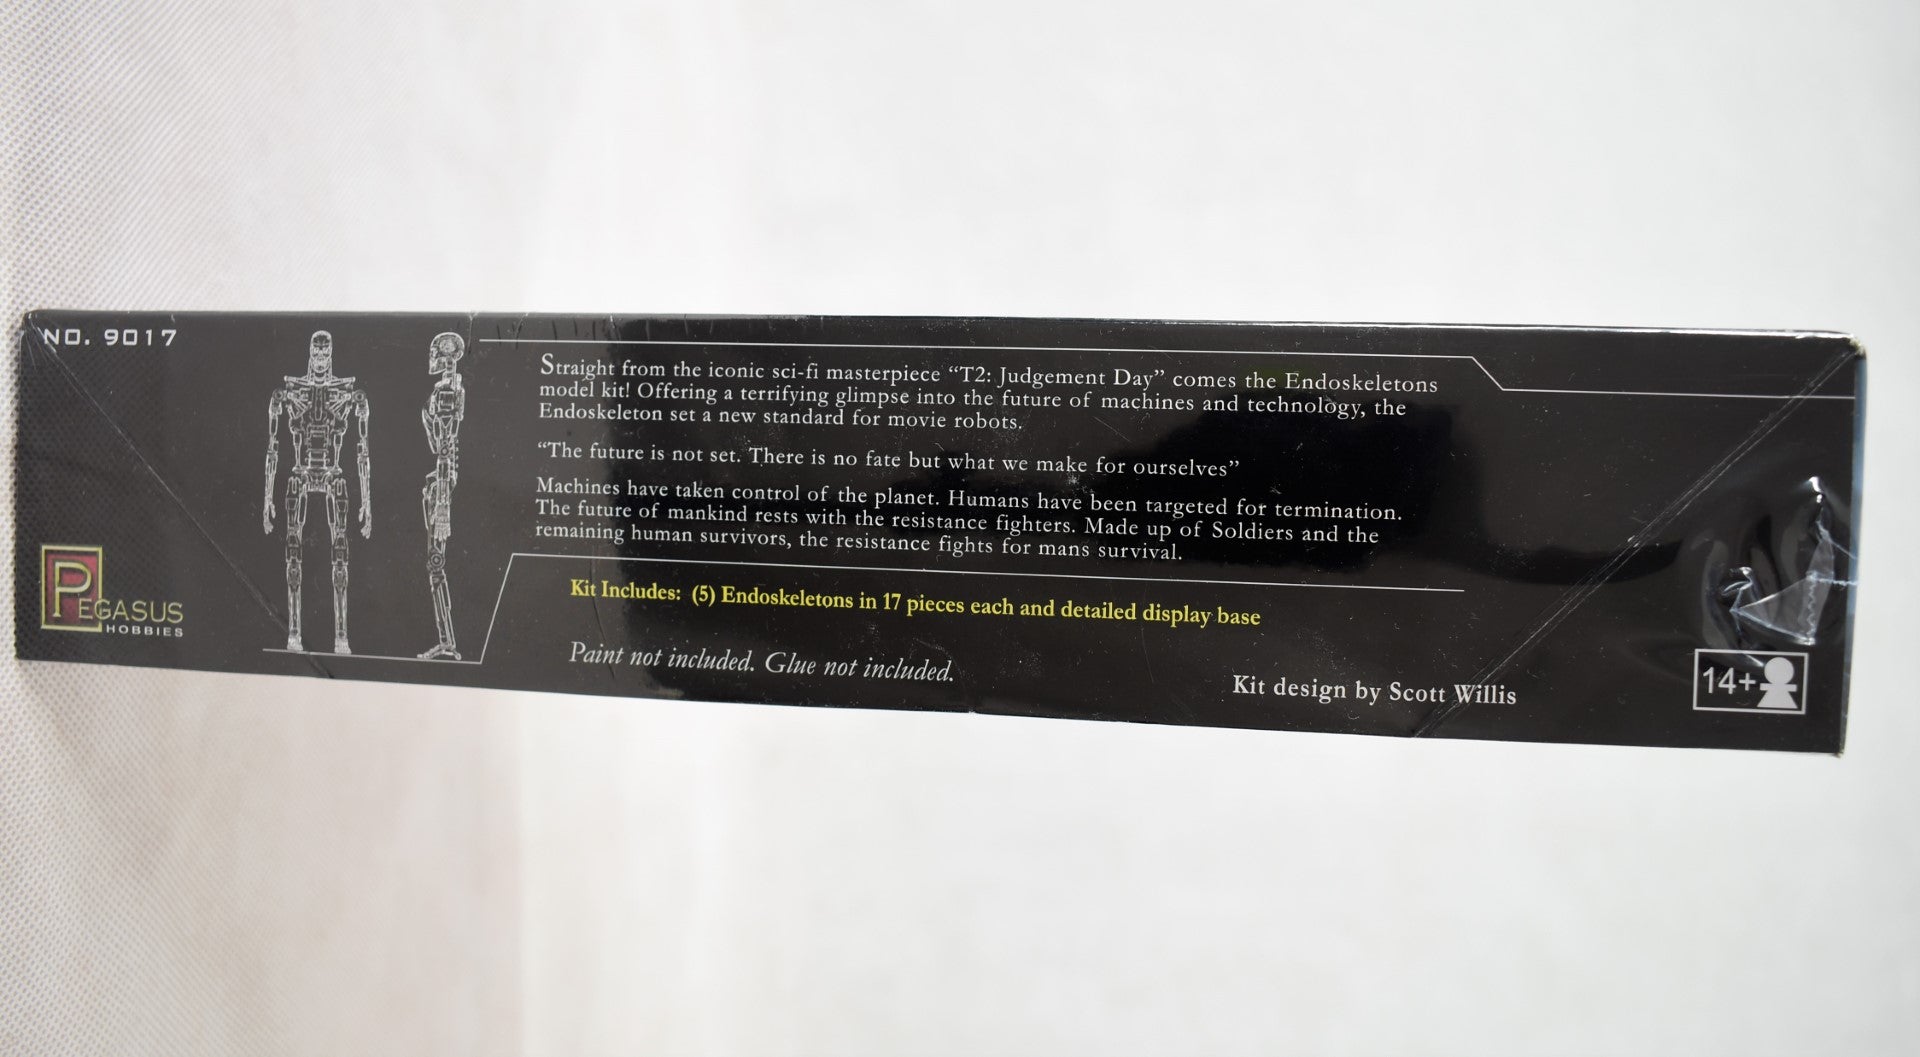 NO. 9017
Straight from the iconic sci-fi masterpiece “T2: Judgement Day” comes the Endoskeletons
model kit! Offering a terrifying glimpse into the future of machines and technology, the
Endoskeleton set a new standard for movie robots.
“The future is not set. There is no fate but what we make for ourselves”
Machines have taken control of the planet. Humans have been targeted for termination.
The future of mankind rests with the resistance fighters. Made up of Soldiers and the
remaining human survivors, the resistance fights for mans survival.
Kit Includes: (5) Endoskeletons in 17 pieces each and detailed display base
PEGASUS
HOBBIES
Paint not included. Glue not included.
Kit design by Scott Willis
14+